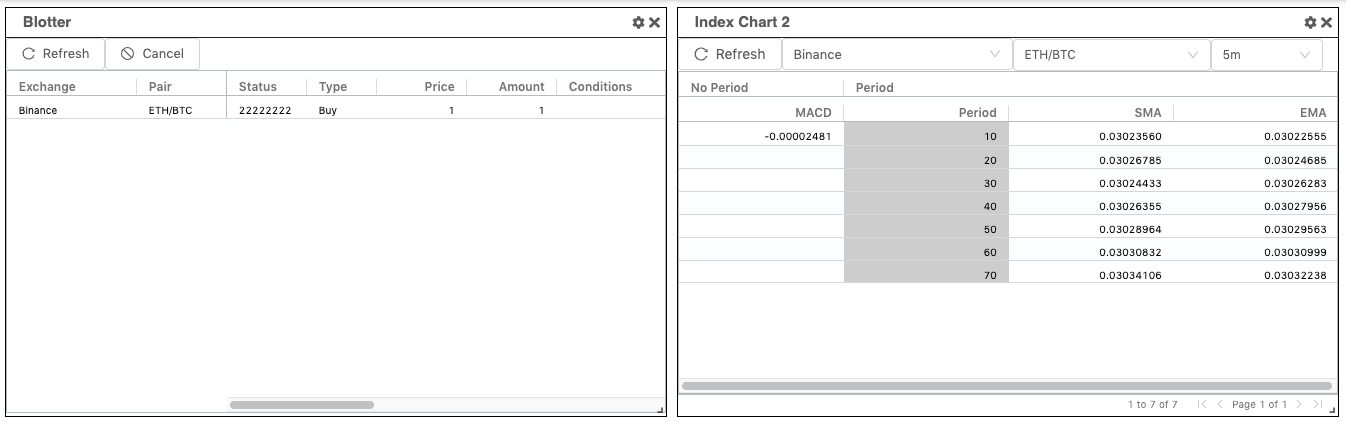 Blotter
Refresh Cancel
Exchange Pair Status Type Price Amount Conditions
Binance ETH/BTC 22222222 Buy 1 1
Index Chart 2
Refresh Binance ETH/BTC 5m
No Period Period
MACD Period SMA EMA
-0.00002481 10 0.03023560 0.03022555
20 0.03026785 0.03024685
30 0.03024433 0.03026283
40 0.03026355 0.03027956
50 0.03028964 0.03029563
60 0.03030832 0.03030999
70 0.03034106 0.03032238
1 to 7 of 7 Page 1 of 1